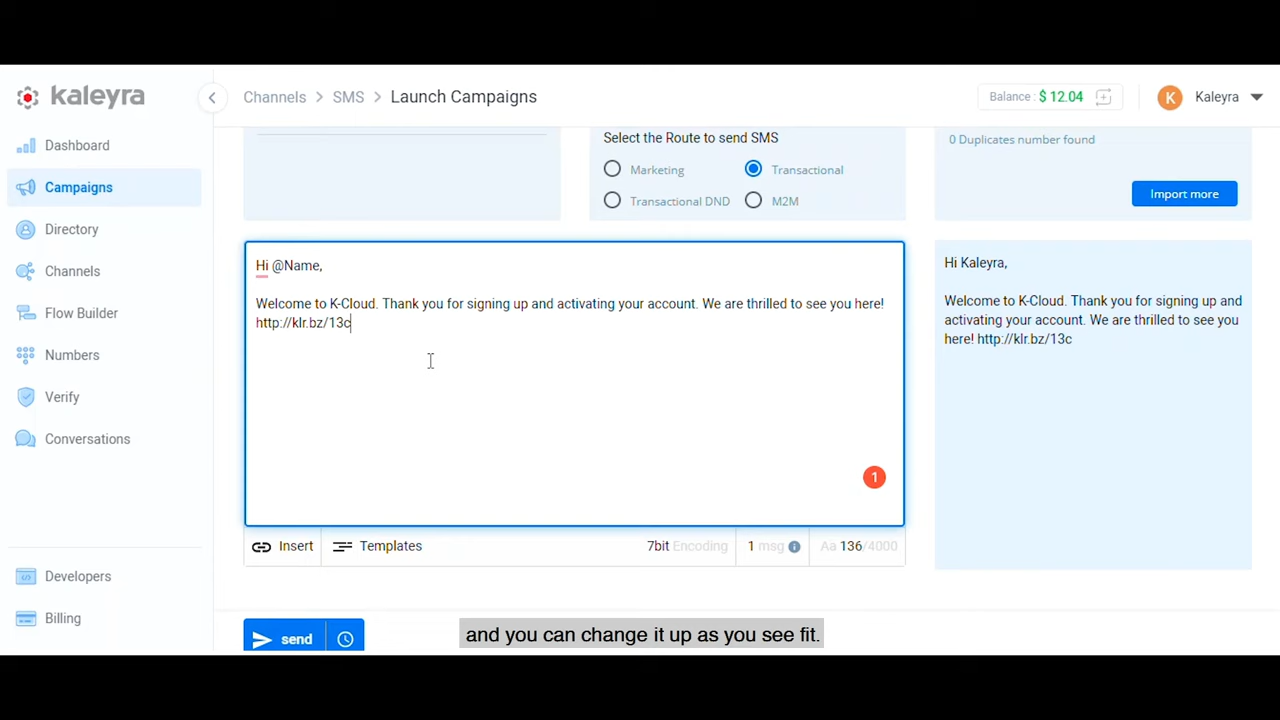 kaleyra
Channels > SMS > Launch Campaigns
Balance : $ 12.04
K
Kaleyra
Dashboard
Campaigns
Directory
Channels
Flow Builder
Numbers
Verify
Conversations
Developers
Billing
Select the Route to send SMS
Marketing
Transactional
Transactional DND
M2M
0 Duplicates number found
Import more
Hi @Name,
Welcome to K-Cloud. Thank you for signing up and activating your account. We are thrilled to see you here!
http://klr.bz/13c
1
Insert
Templates
7bit Encoding
1 msg
Aa 136/4000
Hi Kaleyra,
Welcome to K-Cloud. Thank you for signing up and
activating your account. We are thrilled to see you
here! http://klr.bz/13c
send
and you can change it up as you see fit.